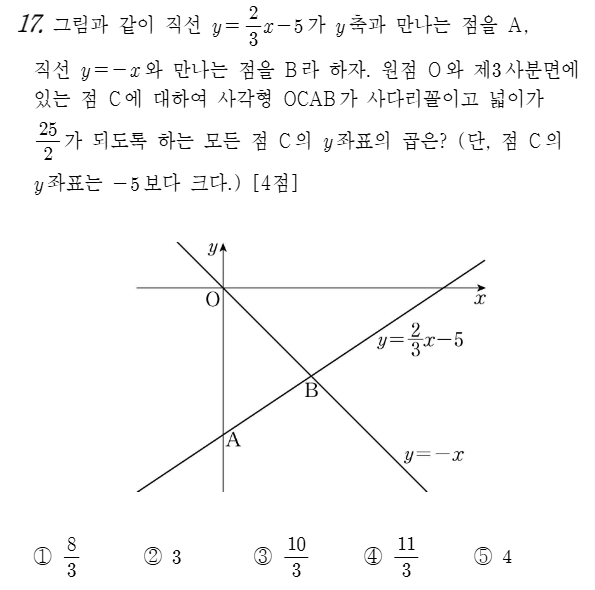 17. 그림과 같이 직선 y=2/3x-5가 y축과 만나는 점을 A,
직선 y=-x와 만나는 점을 B라 하자. 원점 O와 제3사분면에
있는 점 C에 대하여 사각형 OCAB가 사다리꼴이고 넓이가
25/2가 되도록 하는 모든 점 C의 y좌표의 곱은? (단, 점 C의
y좌표는 -5보다 크다.) [4점]
y
O
x
y=2/3x-5
B
A
y=-x
① 8/3 ② 3 ③ 10/3 ④ 11/3 ⑤ 4